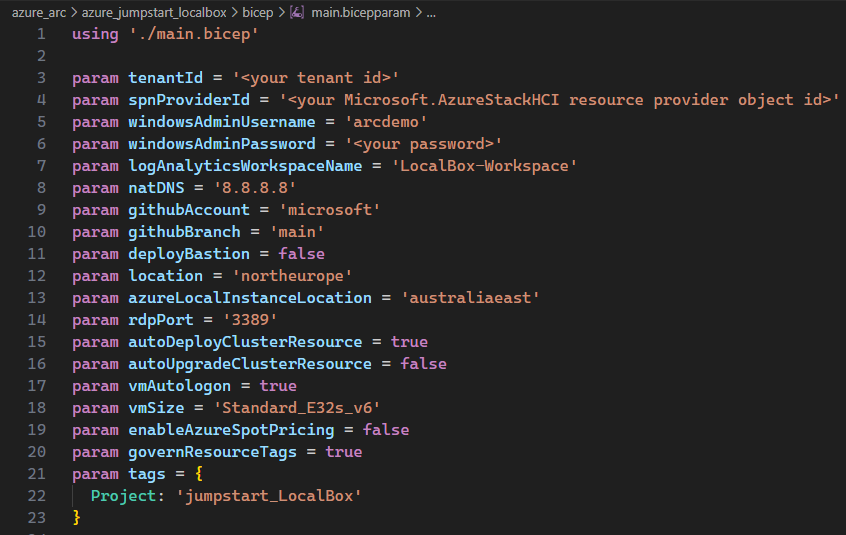 azure_arc > azure_jumpstart_localbox > bicep > main.bicepparam > ...
1 using './main.bicep'
2
3 param tenantId = '<your tenant id>'
4 param spnProviderId = '<your Microsoft.AzureStackHCI resource provider object id>'
5 param windowsAdminUsername = 'arcdemo'
6 param windowsAdminPassword = '<your password>'
7 param logAnalyticsWorkspaceName = 'LocalBox-Workspace'
8 param natDNS = '8.8.8.8'
9 param githubAccount = 'microsoft'
10 param githubBranch = 'main'
11 param deployBastion = false
12 param location = 'northeurope'
13 param azureLocalInstanceLocation = 'australiaeast'
14 param rdpPort = '3389'
15 param autoDeployClusterResource = true
16 param autoUpgradeClusterResource = false
17 param vmAutologon = true
18 param vmSize = 'Standard_E32s_v6'
19 param enableAzureSpotPricing = false
20 param governResourceTags = true
21 param tags = {
22   Project: 'jumpstart_LocalBox'
23 }